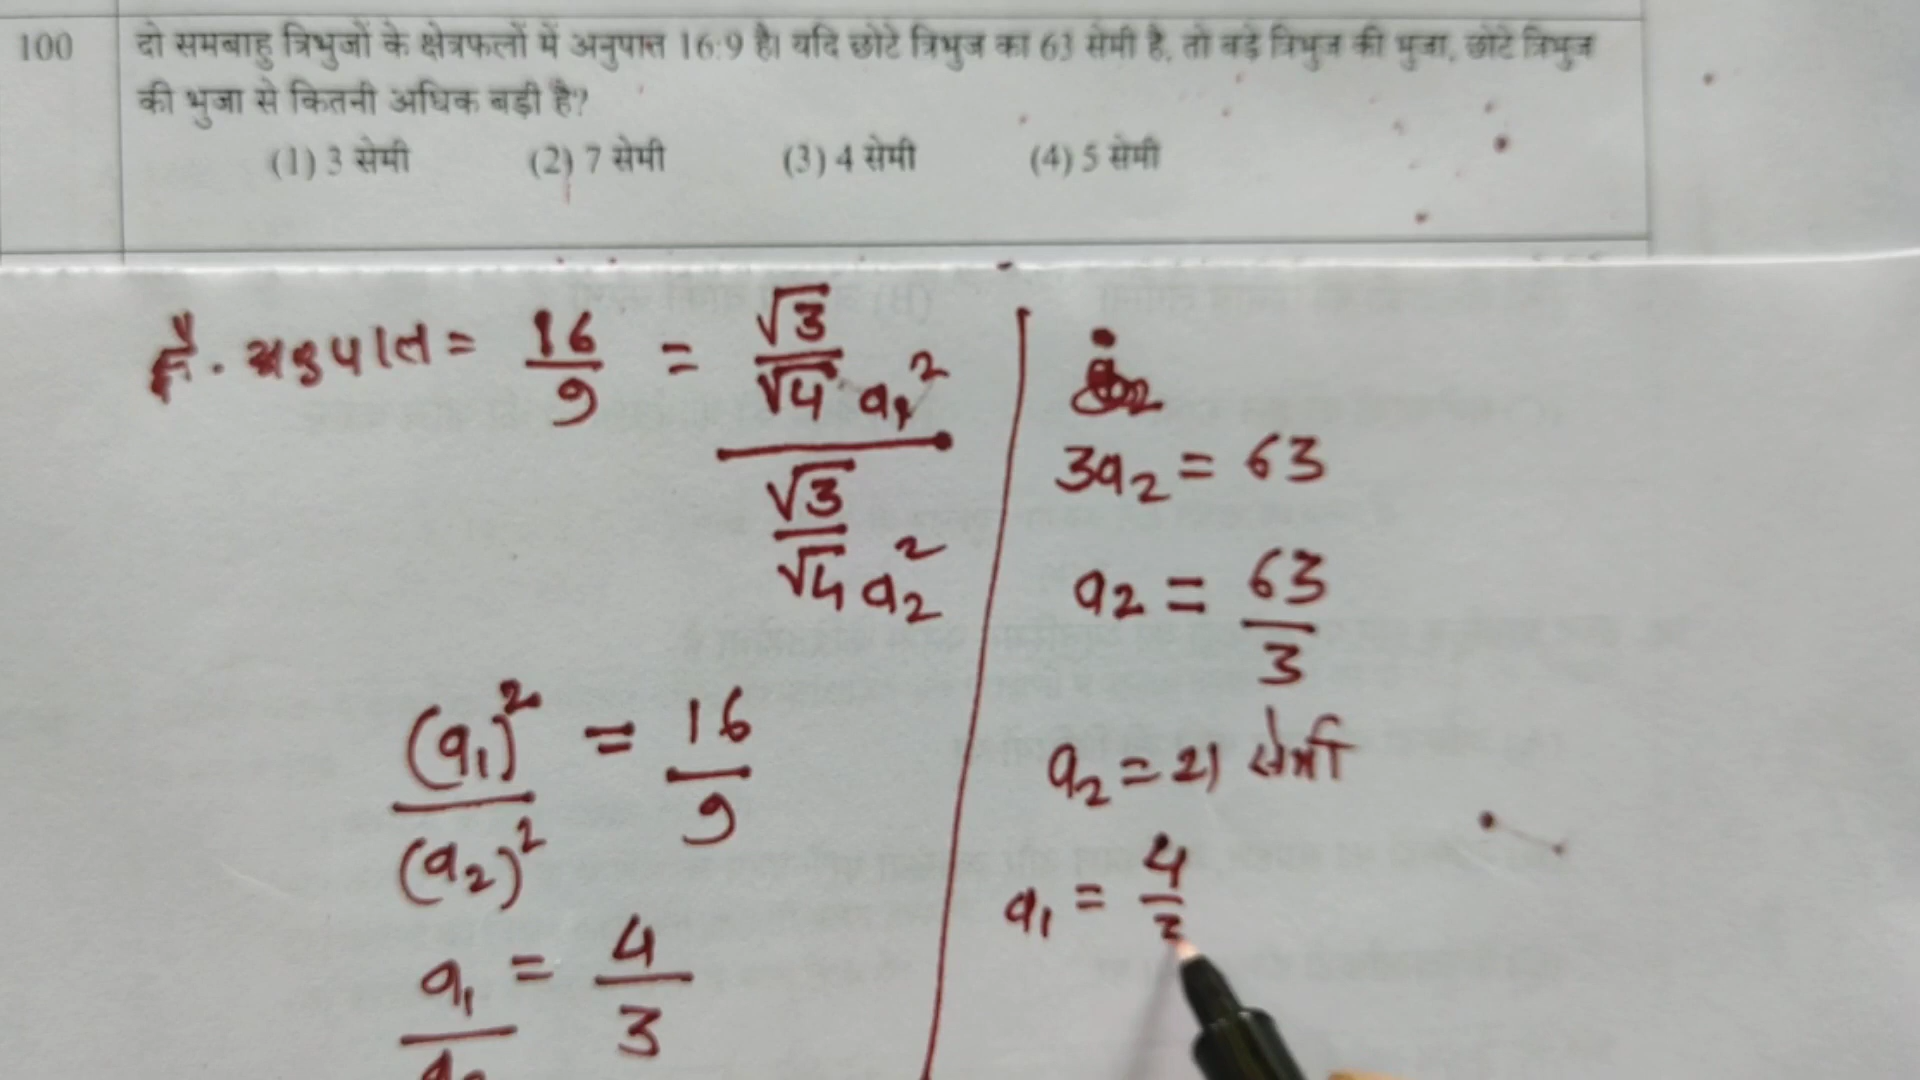 100 दो समबाहु त्रिभुजों के क्षेत्रफलों में अनुपात 16:9 है। यदि छोटे त्रिभुज का 63 सेमी है, तो बड़े त्रिभुज की भुजा, छोटे त्रिभुज
की भुजा से कितनी अधिक बड़ी है?
(1) 3 सेमी (2) 7 सेमी (3) 4 सेमी (4) 5 सेमी
अनुपात = 16/9 = √3/√4 a₁² / √3/√4 a₂²
(a₁)²/(a₂)² = 16/9
a₁/a₂ = 4/3
3a₂ = 63
a₂ = 63/3
a₂ = 21 सेमी
a₁ = 4/